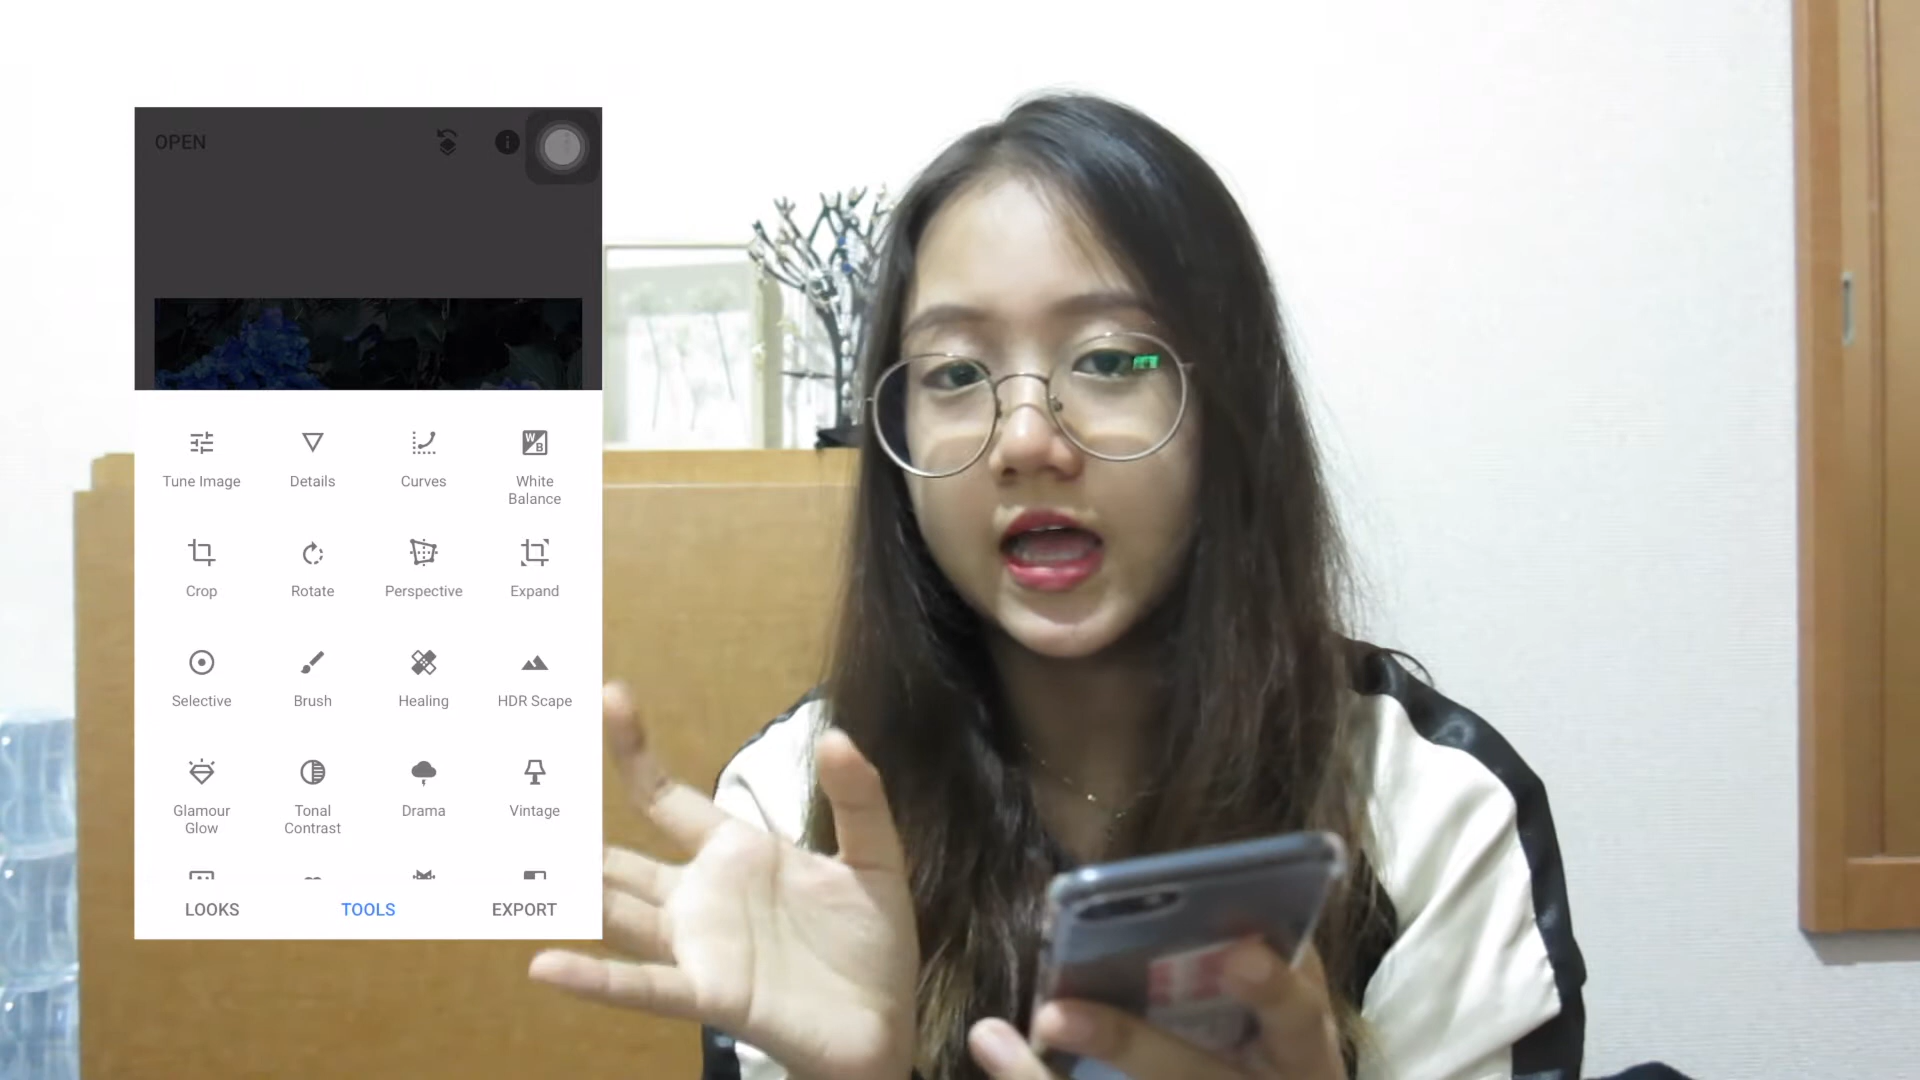 OPEN
Tune Image
Details
Curves
White
Balance
Crop
Rotate
Perspective
Expand
Selective
Brush
Healing
HDR Scape
Glamour
Glow
Tonal
Contrast
Drama
Vintage
LOOKS
TOOLS
EXPORT